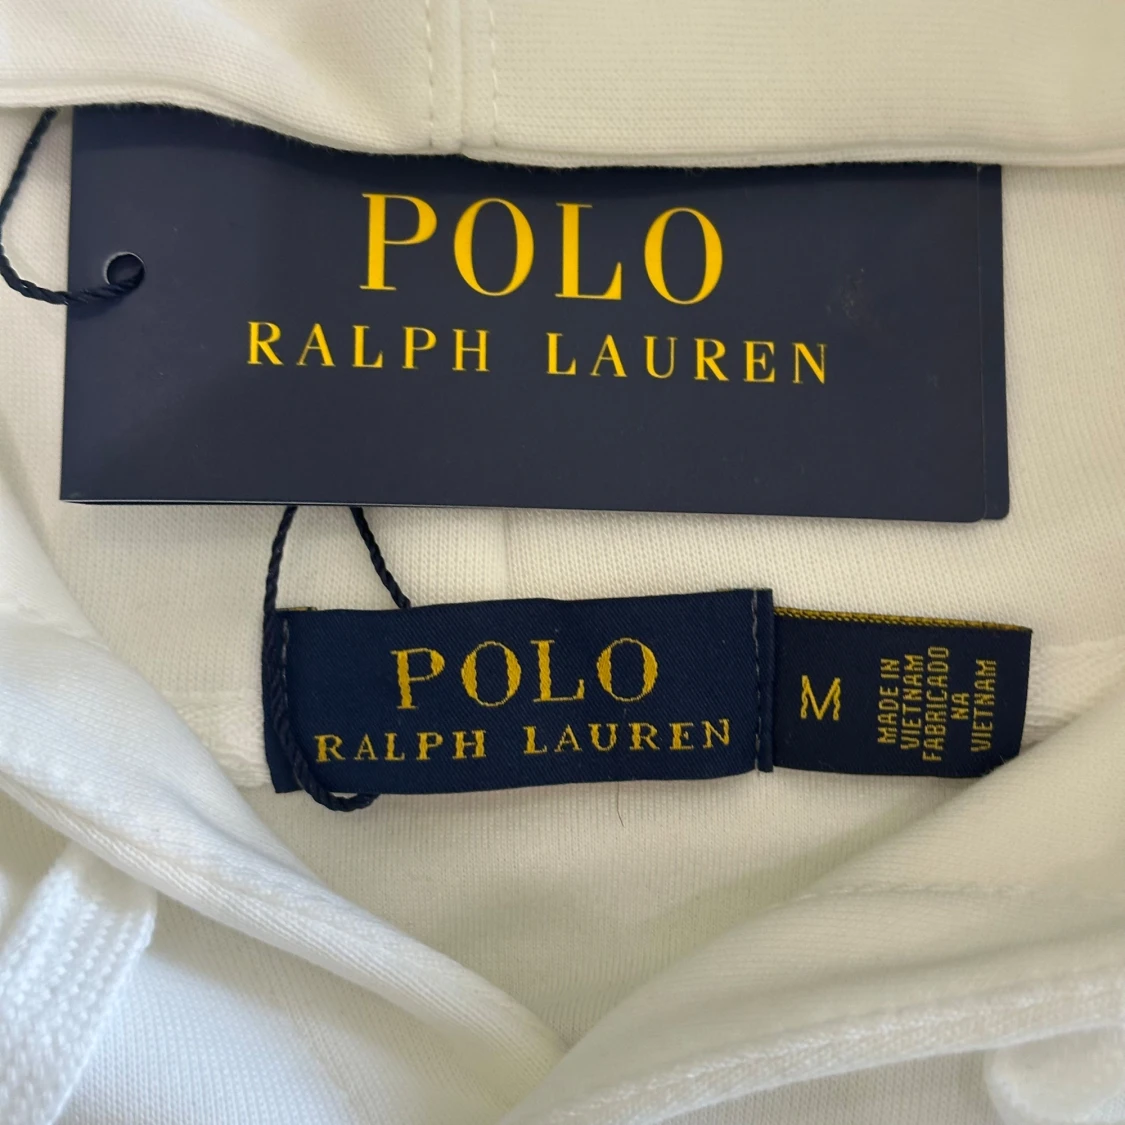 POLO
RALPH LAUREN
POLO
RALPH LAUREN
M
MADE IN
VIETNAM
FABRICADO
NA
VIETNAM